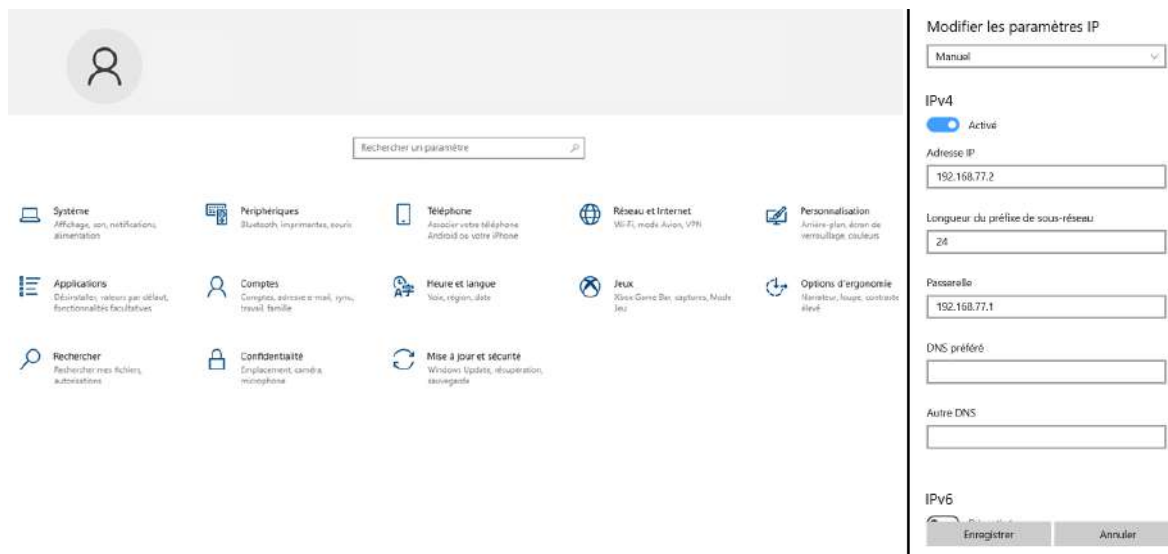 Rechercher un paramètre
Système
Affichage, son, notifications,
alimentation
Périphériques
Bluetooth, imprimantes, souris
Téléphone
Associer votre téléphone
Android ou votre iPhone
Réseau et Internet
Wi-Fi, mode Avion, VPN
Personnalisation
Arrière-plan, écran de
verrouillage, couleurs
Applications
Désinstaller, valeurs par défaut,
fonctionnalités facultatives
Comptes
Comptes, adresse e-mail, sync.,
travail, famille
Heure et langue
Voix, région, date
Jeux
Xbox Game Bar, captures, Mode
Jeu
Options d'ergonomie
Narrateur, loupe, contraste
élevé
Rechercher
Rechercher mes fichiers,
autorisations
Confidentialité
Emplacement, caméra,
microphone
Mise à jour et sécurité
Windows Update, récupération,
sauvegarde
Modifier les paramètres IP
Manuel
IPv4
Activé
Adresse IP
192.168.77.2
Longueur du préfixe de sous-réseau
24
Passerelle
192.168.77.1
DNS préféré
Autre DNS
IPv6
Enregistrer
Annuler